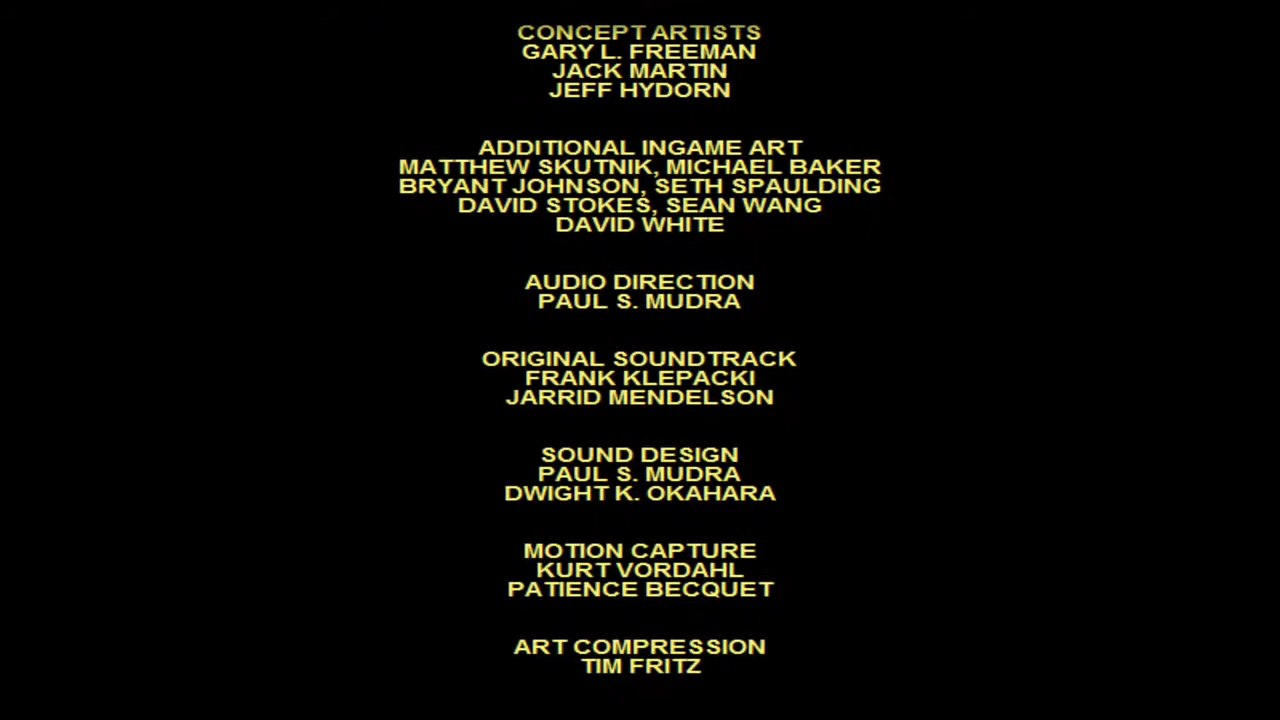 CONCEPT ARTISTS
GARY L. FREEMAN
JACK MARTIN
JEFF HYDORN
ADDITIONAL INGAME ART
MATTHEW SKUTNIK, MICHAEL BAKER
BRYANT JOHNSON, SETH SPAULDING
DAVID STOKES, SEAN WANG
DAVID WHITE
AUDIO DIRECTION
PAUL S. MUDRA
ORIGINAL SOUNDTRACK
FRANK KLEPACKI
JARRID MENDELSON
SOUND DESIGN
PAUL S. MUDRA
DWIGHT K. OKAHARA
MOTION CAPTURE
KURT VORDAHL
PATIENCE BECQUET
ART COMPRESSION
TIM FRITZ